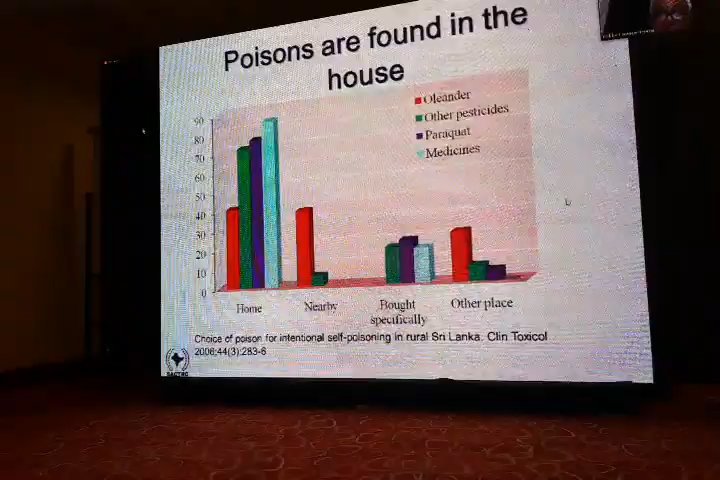 Poisons are found in the
house
Oleander
Other pesticides
Paraquat
Medicines
90
80
70
60
50
40
30
20
10
0
Home
Nearby
Bought
specifically
Other place
Choice of poison for intentional self-poisoning in rural Sri Lanka. Clin Toxicol
2006;44(3):283-6
SACTRC